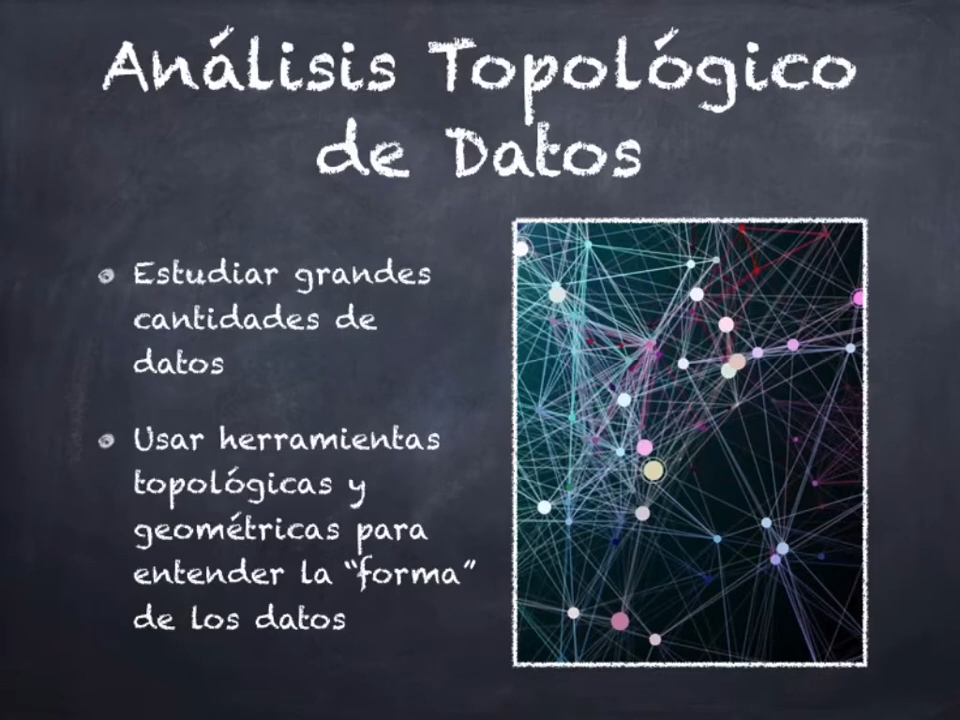 Análisis Topológico
de Datos
Estudiar grandes
cantidades de
datos
Usar herramientas
topológicas y
geométricas para
entender la “forma”
de los datos